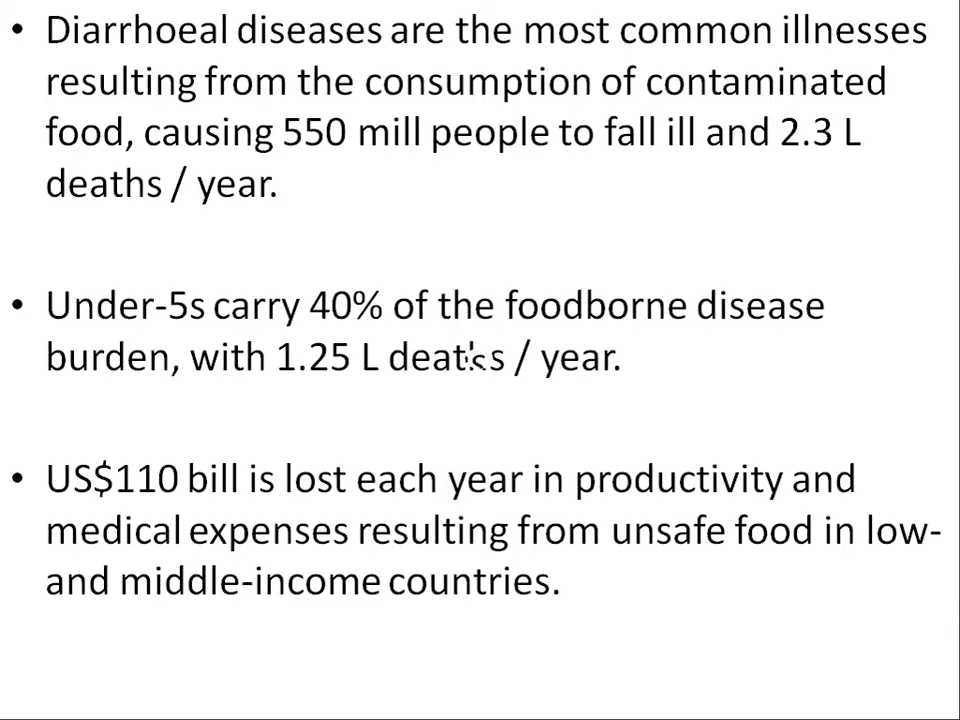 • Diarrhoeal diseases are the most common illnesses
resulting from the consumption of contaminated
food, causing 550 mill people to fall ill and 2.3 L
deaths / year.
• Under-5s carry 40% of the foodborne disease
burden, with 1.25 L deaths / year.
• US$110 bill is lost each year in productivity and
medical expenses resulting from unsafe food in low-
and middle-income countries.